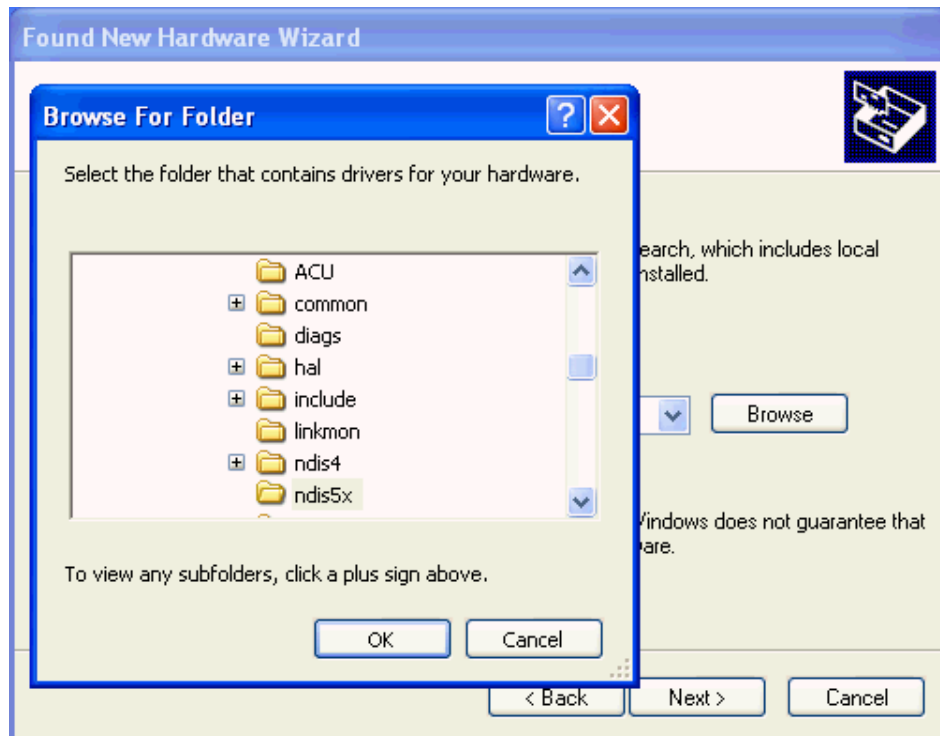 Found New Hardware Wizard
Browse For Folder
Select the folder that contains drivers for your hardware.
earch, which includes local
nstalled.
ACU
common
diags
hal
include
linkmon
ndis4
ndis5x
Browse
Windows does not guarantee that
are.
To view any subfolders, click a plus sign above.
OK Cancel
< Back Next > Cancel